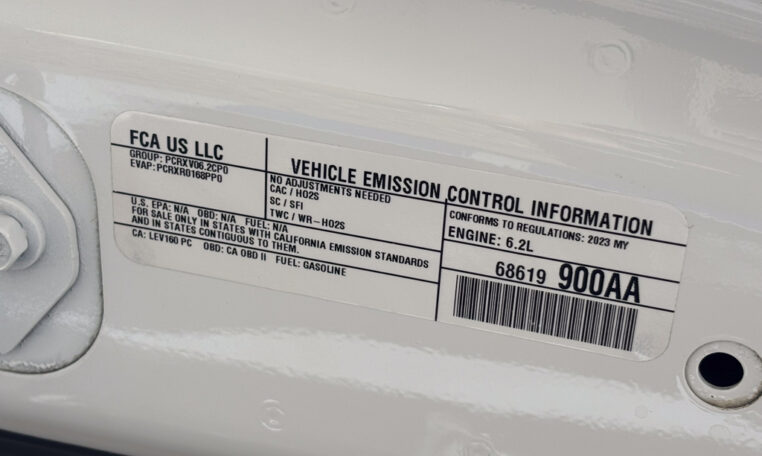 FCA US LLC
GROUP: PCRXV06.2CP0
EVAP: PCRXR0168PP0
VEHICLE EMISSION CONTROL INFORMATION
NO ADJUSTMENTS NEEDED
CAC / HO2S
SC / SFI
TWC / WR-HO2S
CONFORMS TO REGULATIONS: 2023 MY
ENGINE: 6.2L
U.S. EPA: N/A OBD: N/A FUEL: N/A
FOR SALE ONLY IN STATES WITH CALIFORNIA EMISSION STANDARDS
AND IN STATES CONTIGUOUS TO THEM.
CA: LEV160 PC OBD: CA OBD II FUEL: GASOLINE
68619 900AA